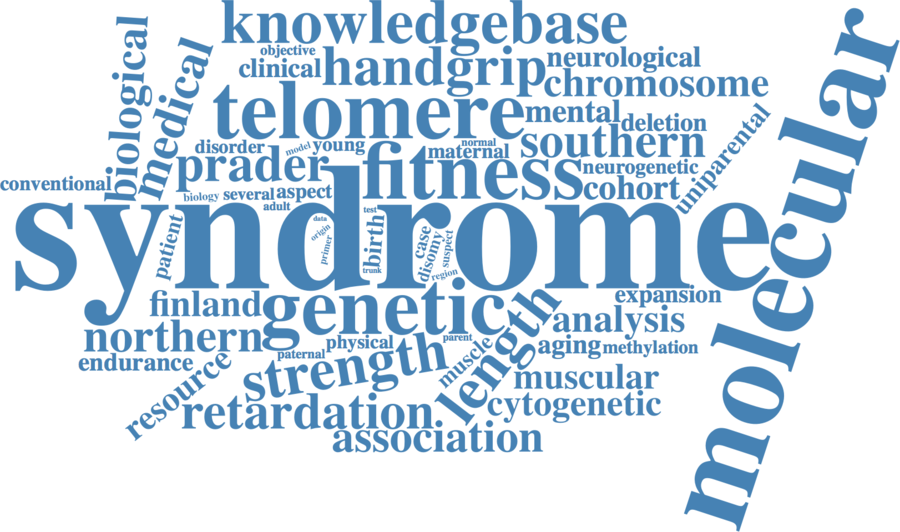 knowledgebase
objective
neurological
clinical
handgrip
chromosome
biological
medical
telomere
mental
deletion
molecular
disorder
model
young
normal
maternal
southern
uniparental
prader
fitness
neurogenetic
conventional
biology
several
aspect
cohort
adult
syndrome
patient
data
origin
primer
test
birth
trunk
case
disomy
suspect
region
finland
genetic
expansion
northern
length
analysis
endurance
paternal
physical
parent
aging
methylation
resource
strength
muscle
muscular
retardation
cytogenetic
association